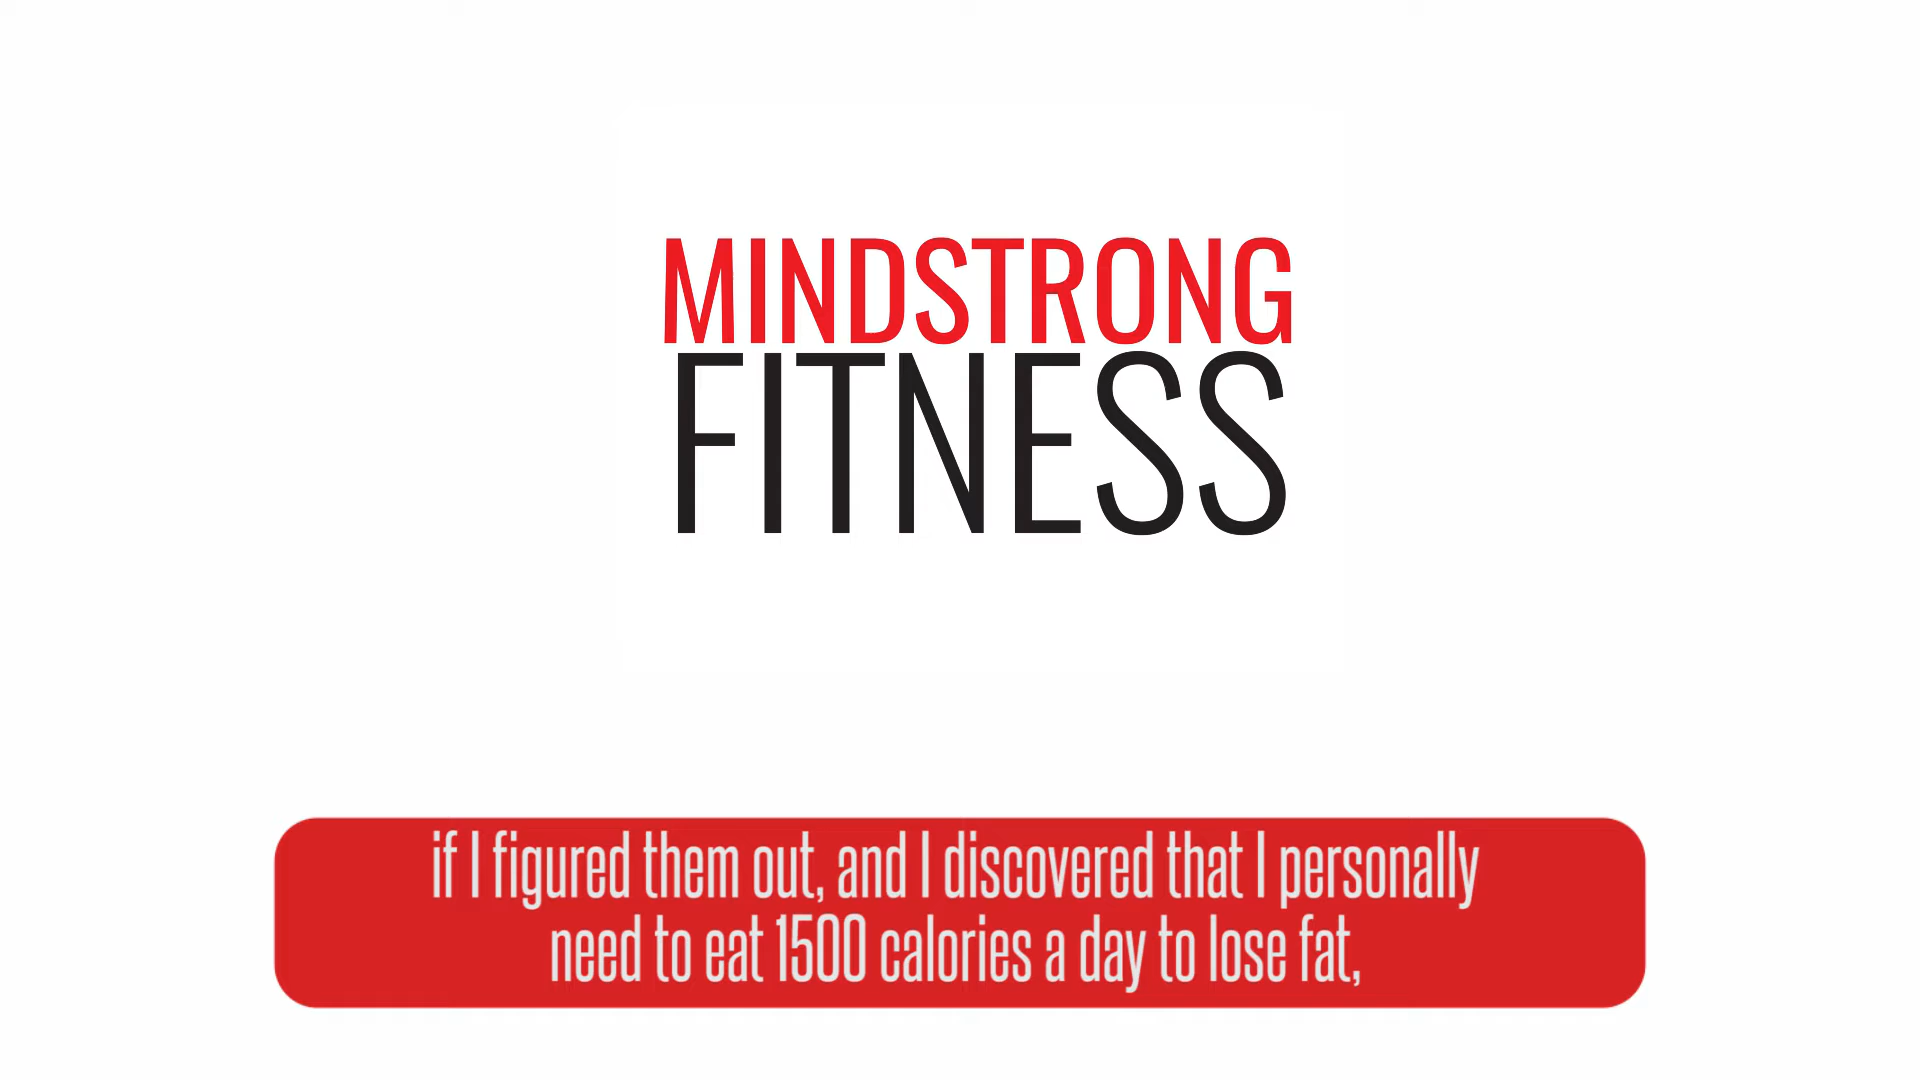 MINDSTRONG
FITNESS
if I figured them out, and I discovered that I personally
need to eat 1500 calories a day to lose fat,